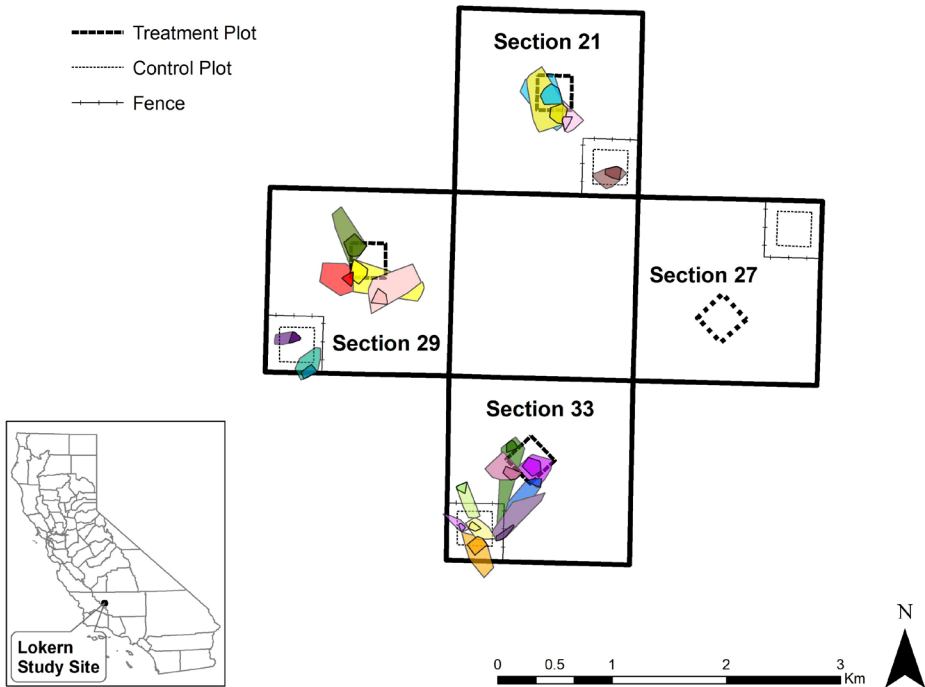 Treatment Plot
Control Plot
Fence
Section 21
Section 27
Section 29
Section 33
Lokern
Study Site
N
0 0.5 1 2 3
Km